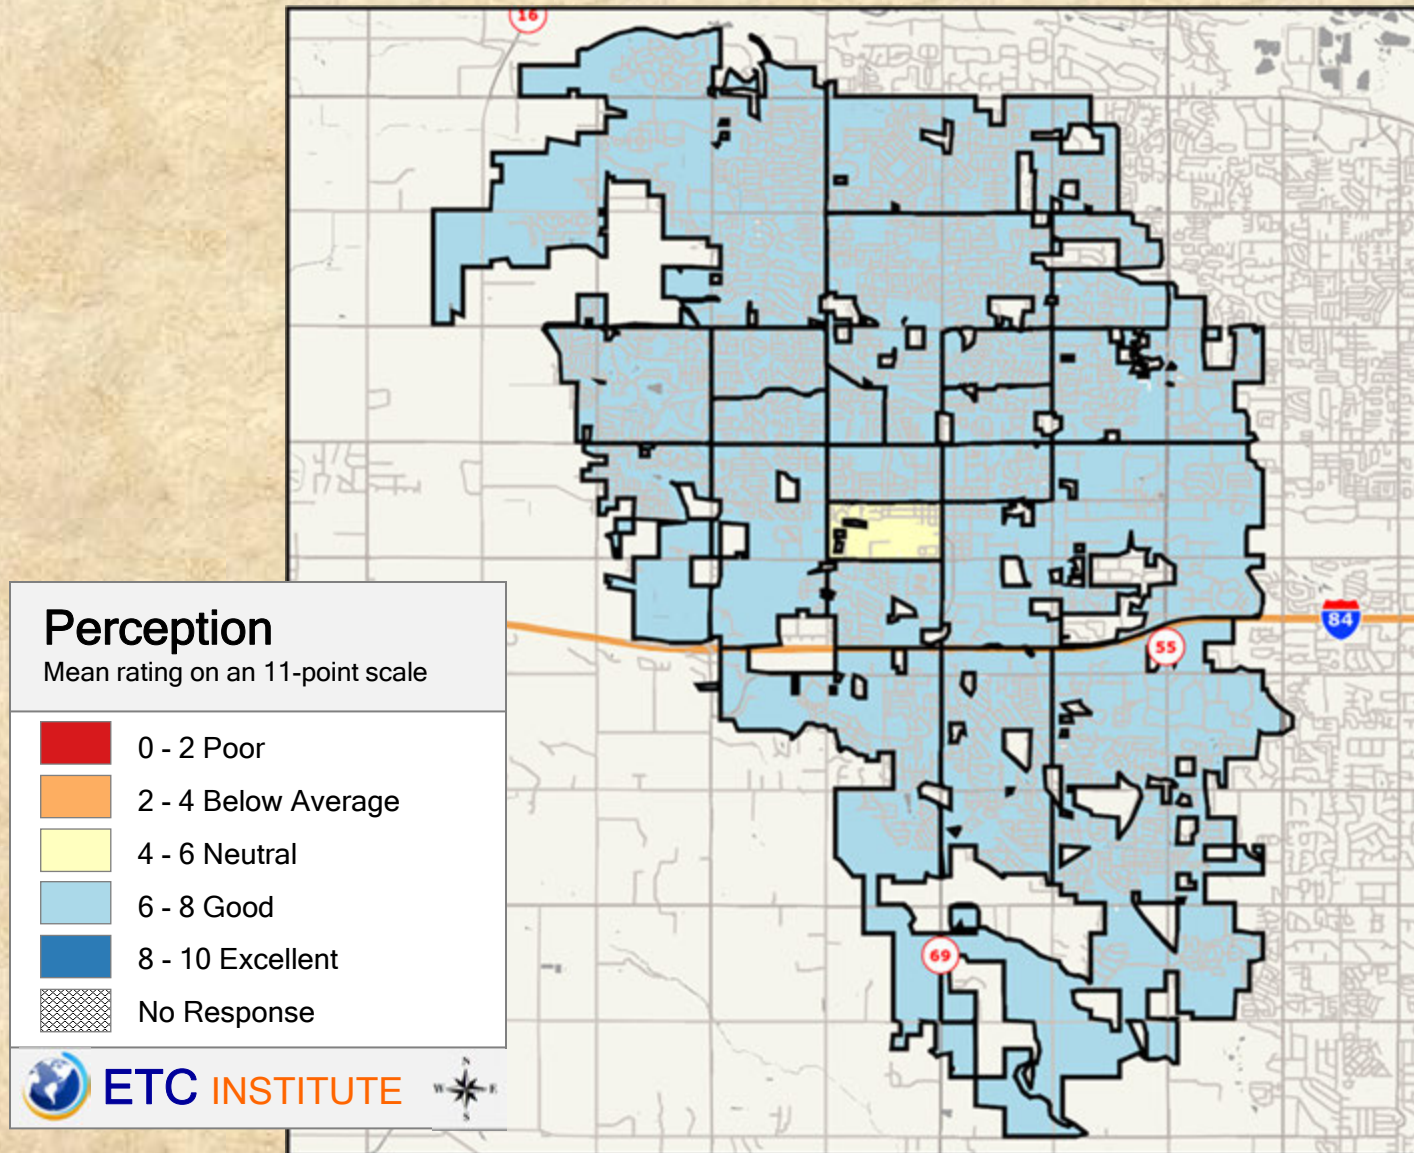 16
84
55
69
Perception
Mean rating on an 11-point scale
0 - 2 Poor
2 - 4 Below Average
4 - 6 Neutral
6 - 8 Good
8 - 10 Excellent
No Response
ETC INSTITUTE
N
W E
S